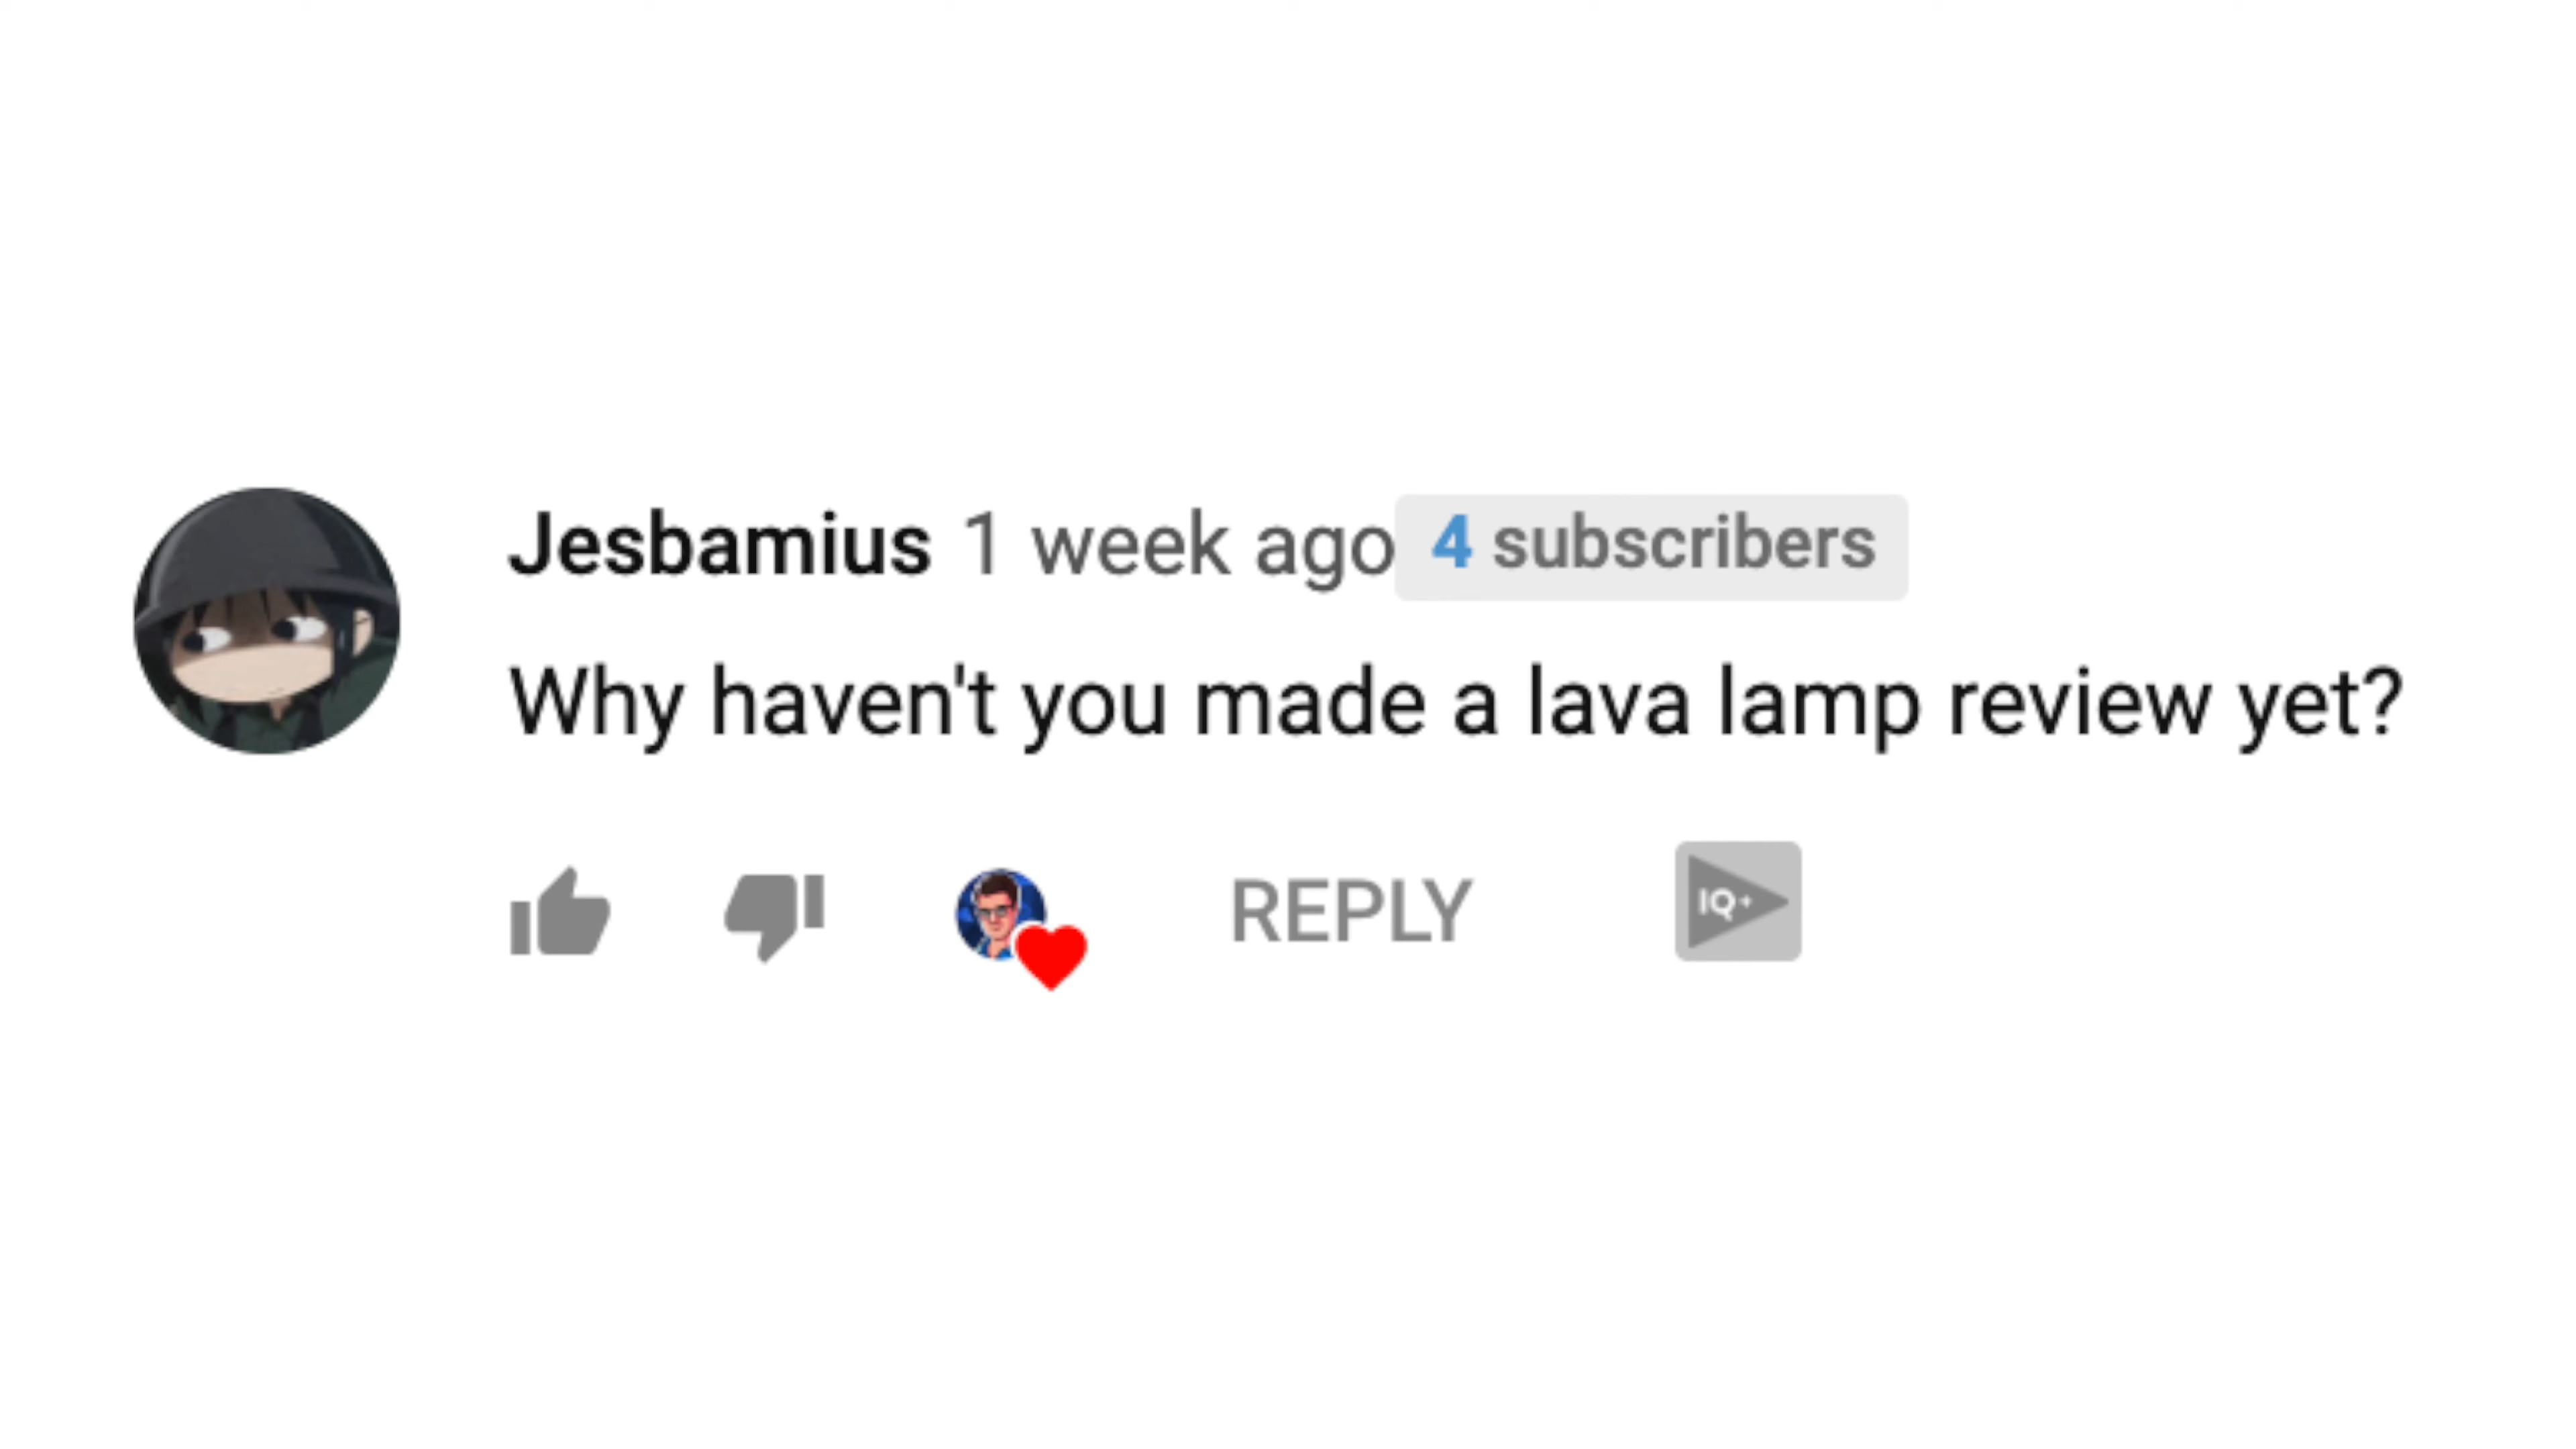 Jesbamius 1 week ago 4 subscribers
Why haven't you made a lava lamp review yet?
REPLY IQ+